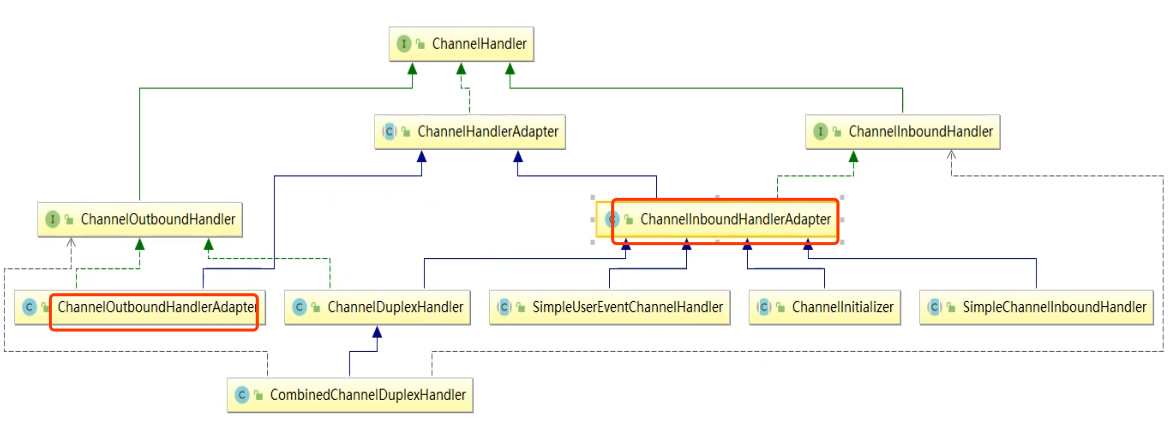 I ChannelHandler
C ChannelHandlerAdapter
I ChannelInboundHandler
I ChannelOutboundHandler
C ChannelInboundHandlerAdapter
C ChannelOutboundHandlerAdapter
C ChannelDuplexHandler
C SimpleUserEventChannelHandler
C ChannelInitializer
C SimpleChannelInboundHandler
C CombinedChannelDuplexHandler